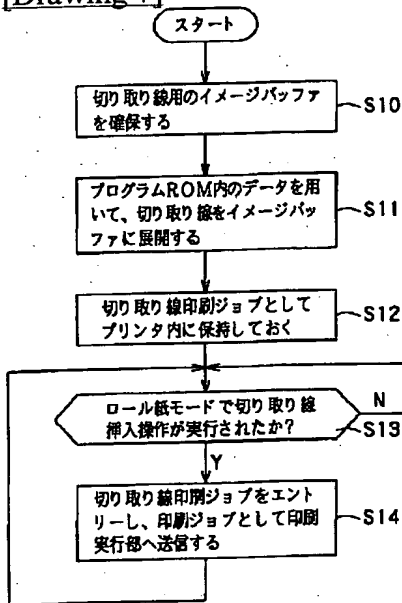 [Drawing 7]
スタート
切り取り線用のイメージバッファ
を確保する
S10
プログラムROM内のデータを用
いて、切り取り線をイメージバッ
ファに展開する
S11
切り取り線印刷ジョブとして
プリンタ内に保持しておく
S12
ロール紙モードで切り取り線
挿入操作が実行されたか?
N
S13
Y
切り取り線印刷ジョブをエント
リーし、印刷ジョブとして印刷
実行部へ送信する
S14